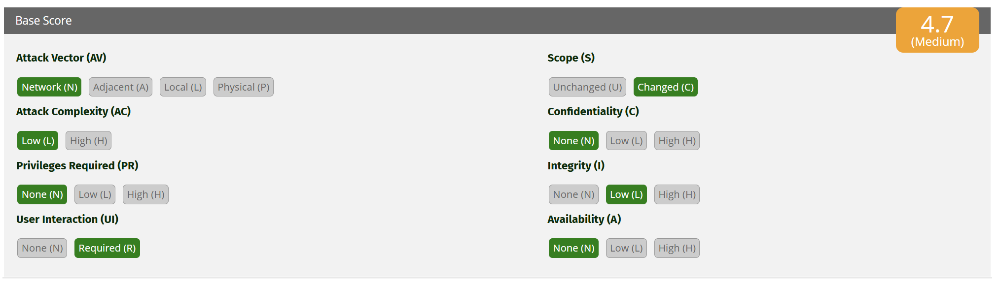 Base Score
4.7
(Medium)
Attack Vector (AV)
Network (N) Adjacent (A) Local (L) Physical (P)
Attack Complexity (AC)
Low (L) High (H)
Privileges Required (PR)
None (N) Low (L) High (H)
User Interaction (UI)
None (N) Required (R)
Scope (S)
Unchanged (U) Changed (C)
Confidentiality (C)
None (N) Low (L) High (H)
Integrity (I)
None (N) Low (L) High (H)
Availability (A)
None (N) Low (L) High (H)